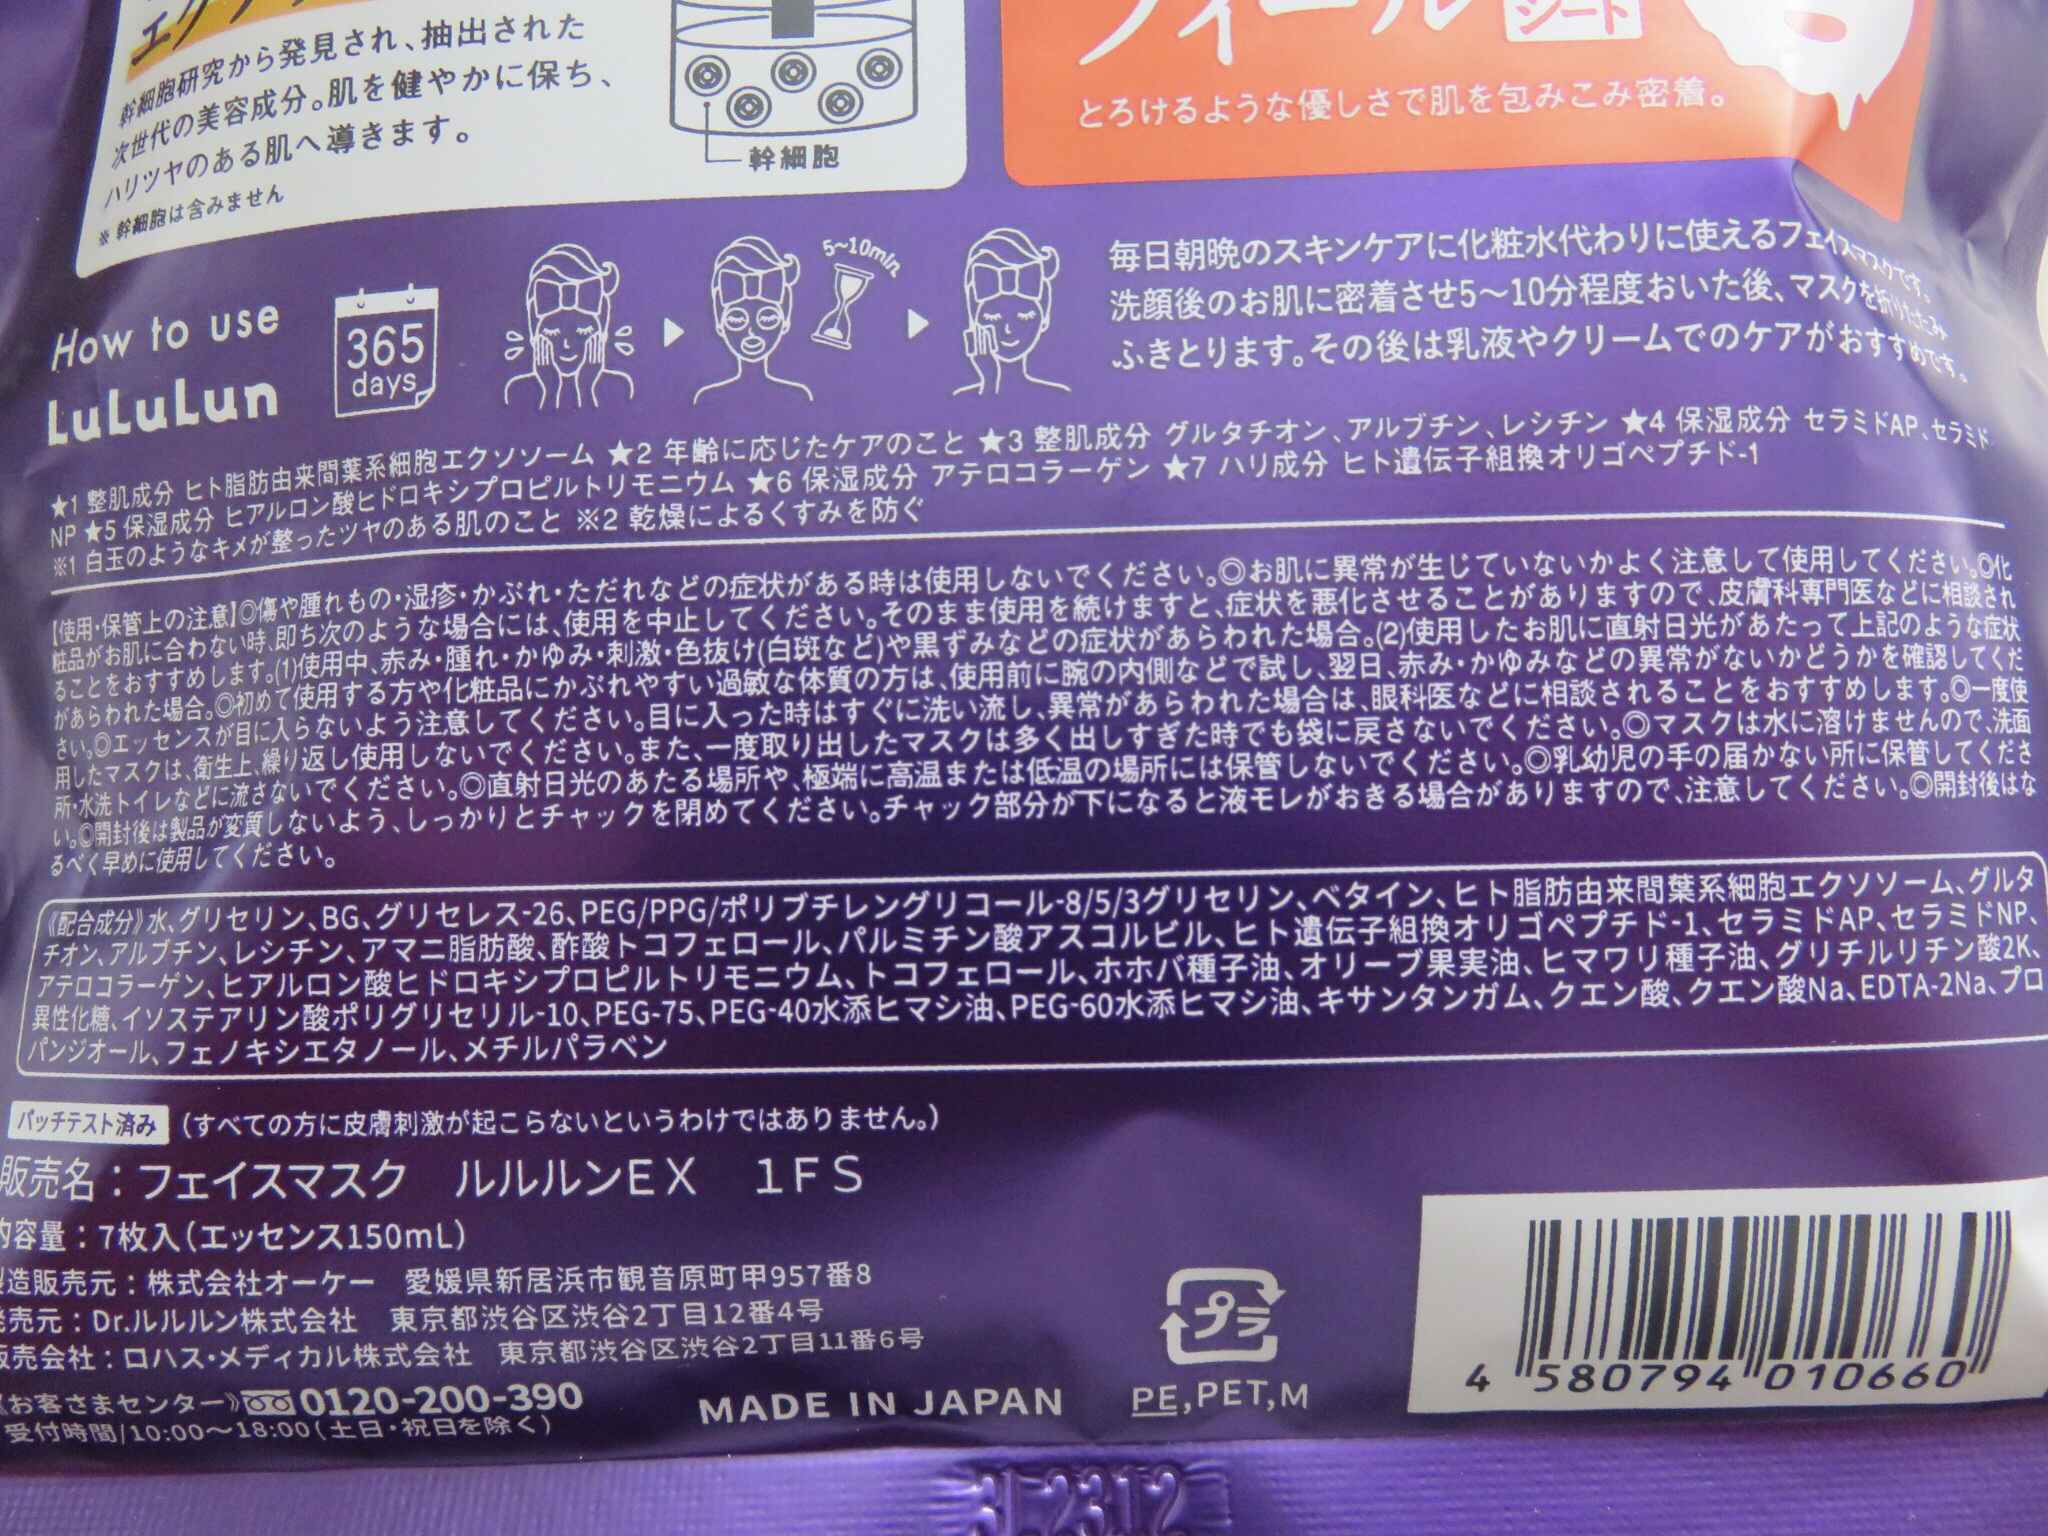 エクソ
幹細胞研究から発見され、抽出された
次世代の美容成分。肌を健やかに保ち、
ハリツヤのある肌へ導きます。
※ 幹細胞は含みません
幹細胞
フィール シート
とろけるような優しさで肌を包みこみ密着。
How to use
LuLuLun
365
days
5~10min
毎日朝晩のスキンケアに化粧水代わりに使えるフェイスマスクです。
洗顔後のお肌に密着させ5〜10分程度おいた後、マスクを折りたたみ
ふきとります。その後は乳液やクリームでのケアがおすすめです。
★1 整肌成分 ヒト脂肪由来間葉系細胞エクソソーム ★2 年齢に応じたケアのこと ★3 整肌成分 グルタチオン、アルブチン、レシチン ★4 保湿成分 セラミドAP、セラミド
NP ★5 保湿成分 ヒアルロン酸ヒドロキシプロピルトリモニウム ★6 保湿成分 アテロコラーゲン ★7 ハリ成分 ヒト遺伝子組換オリゴペプチド-1
※1 白玉のようなキメが整ったツヤのある肌のこと ※2 乾燥によるくすみを防ぐ
【使用・保管上の注意】◎傷や腫れもの・湿疹・かぶれ・ただれなどの症状がある時は使用しないでください。◎お肌に異常が生じていないかよく注意して使用してください。◎化
粧品がお肌に合わない時、即ち次のような場合には、使用を中止してください。そのまま使用を続けますと、症状を悪化させることがありますので、皮膚科専門医などに相談され
ることをおすすめします。(1)使用中、赤み・腫れ・かゆみ・刺激・色抜け(白斑など)や黒ずみなどの症状があらわれた場合。(2)使用したお肌に直射日光があたって上記のような症状
があらわれた場合。◎初めて使用する方や化粧品にかぶれやすい過敏な体質の方は、使用前に腕の内側などで試し、翌日、赤み・かゆみなどの異常がないかどうかを確認してくだ
さい。◎エッセンスが目に入らないよう注意してください。目に入った時はすぐに洗い流し、異常があらわれた場合は、眼科医などに相談されることをおすすめします。◎一度使
用したマスクは、衛生上、繰り返し使用しないでください。また、一度取り出したマスクは多く出しすぎた時でも袋に戻さないでください。◎マスクは水に溶けませんので、洗面
所・水洗トイレなどに流さないでください。◎直射日光のあたる場所や、極端に高温または低温の場所には保管しないでください。◎乳幼児の手の届かない所に保管してくださ
い。◎開封後は製品が変質しないよう、しっかりとチャックを閉めてください。チャック部分が下になると液モレがおきる場合がありますので、注意してください。◎開封後はな
るべく早めに使用してください。
《配合成分》水、グリセリン、BG、グリセレス-26、PEG/PPG/ポリブチレングリコール-8/5/3グリセリン、ベタイン、ヒト脂肪由来間葉系細胞エクソソーム、グルタ
チオン、アルブチン、レシチン、アマニ脂肪酸、酢酸トコフェロール、パルミチン酸アスコルビル、ヒト遺伝子組換オリゴペプチド-1、セラミドAP、セラミドNP、
アテロコラーゲン、ヒアルロン酸ヒドロキシプロピルトリモニウム、トコフェロール、ホホバ種子油、オリーブ果実油、ヒマワリ種子油、グリチルリチン酸2K、
異性化糖、イソステアリン酸ポリグリセリル-10、PEG-75、PEG-40水添ヒマシ油、PEG-60水添ヒマシ油、キサンタンガム、クエン酸、クエン酸Na、EDTA-2Na、プロ
パンジオール、フェノキシエタノール、メチルパラベン
パッチテスト済み (すべての方に皮膚刺激が起こらないというわけではありません。)
販売名：フェイスマスク ルルルンEX 1FS
内容量：7枚入(エッセンス150mL)
製造販売元：株式会社オーケー 愛媛県新居浜市観音原町甲957番8
発売元：Dr.ルルルン株式会社 東京都渋谷区渋谷2丁目12番4号
販売会社：ロハス・メディカル株式会社 東京都渋谷区渋谷2丁目11番6号
《お客さまセンター》0120-200-390
受付時間/10:00〜18:00(土日・祝日を除く)
MADE IN JAPAN
プラ
PE,PET,M
4 580794 010660
31.2312